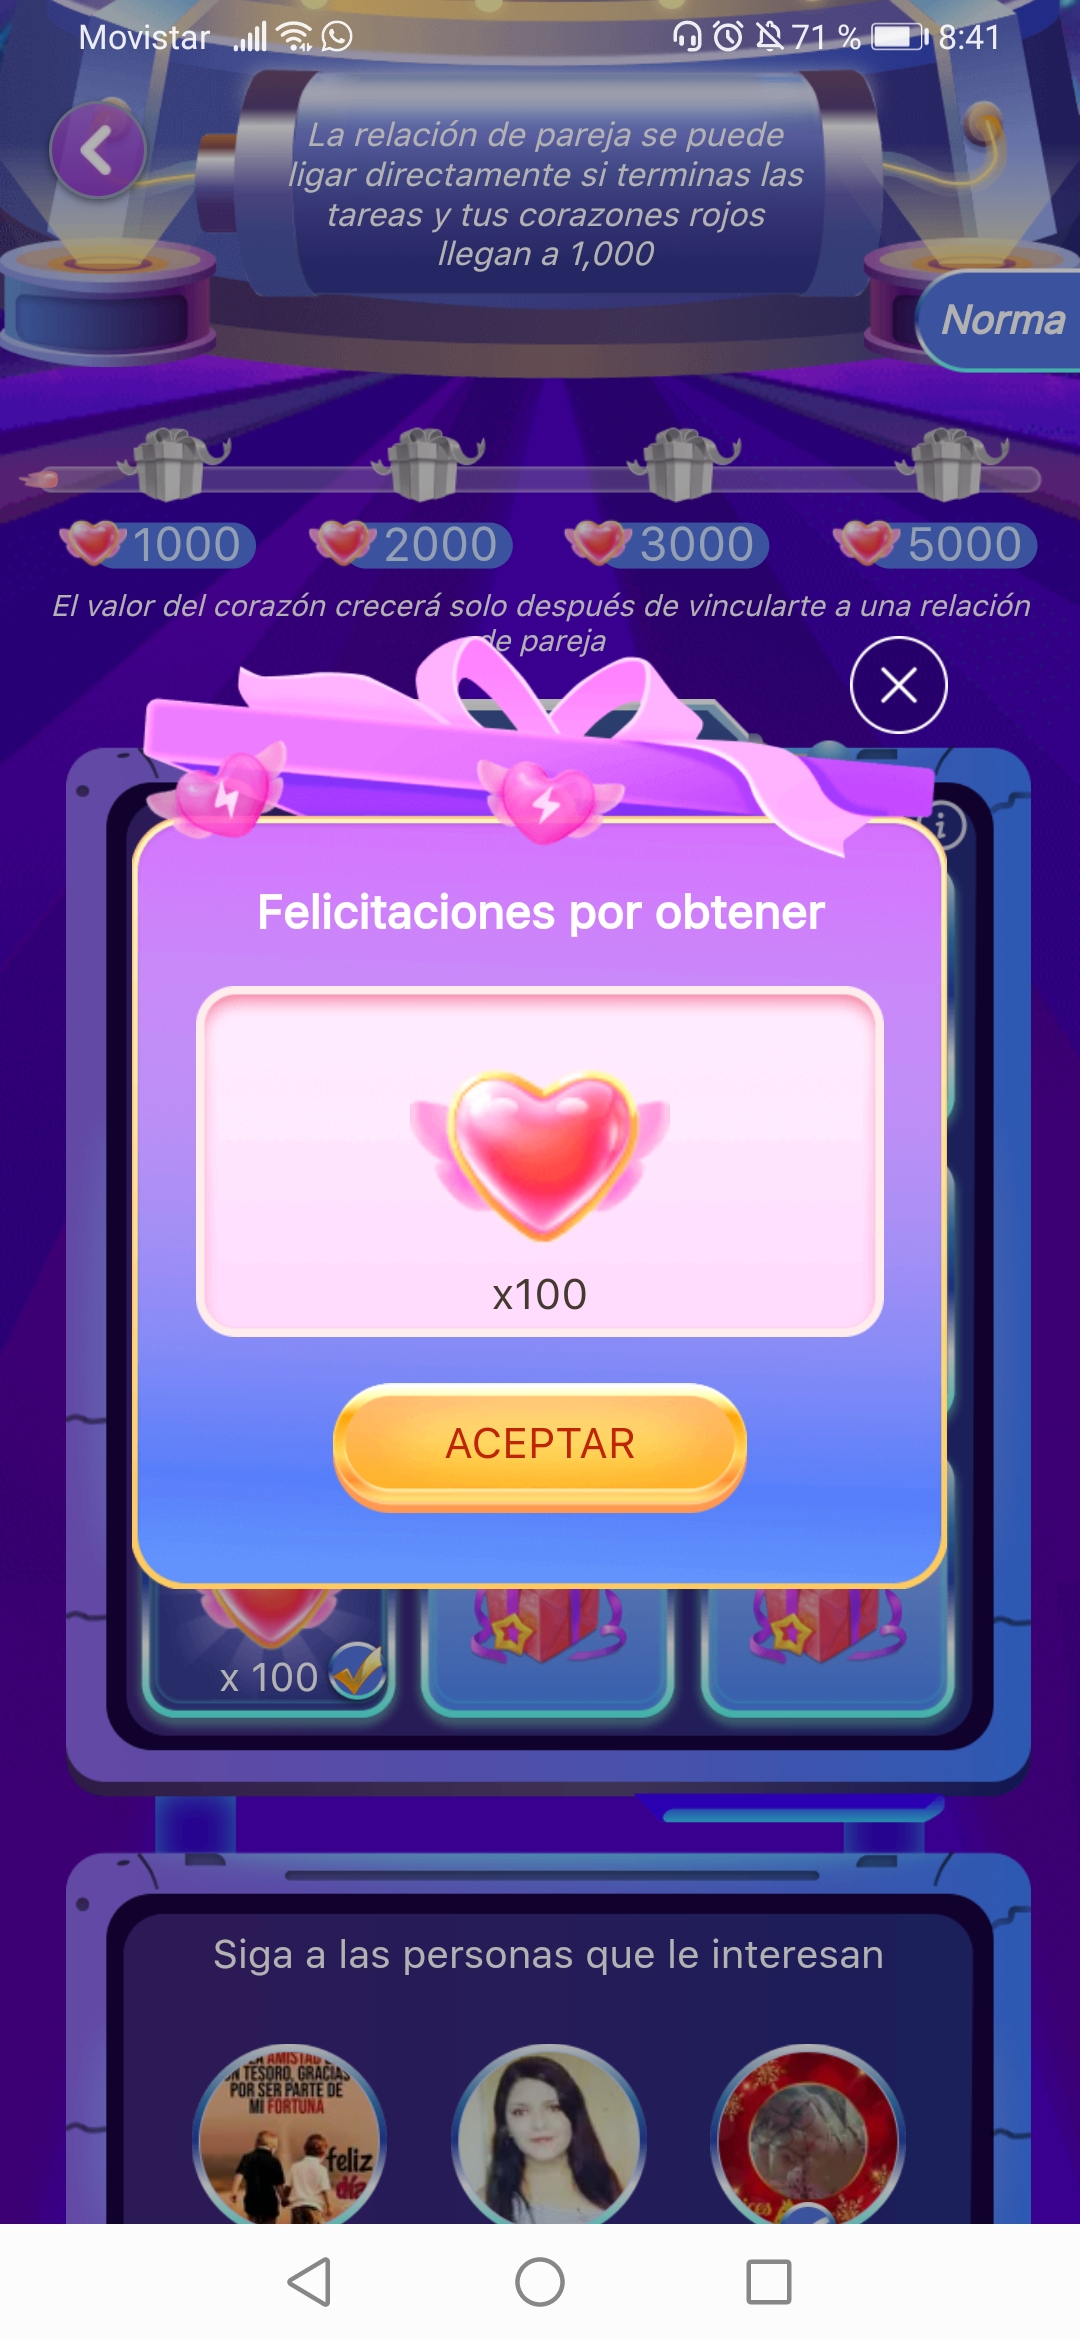 Movistar 71 % 8:41
La relación de pareja se puede
ligar directamente si terminas las
tareas y tus corazones rojos
llegan a 1,000
Norma
1000 2000 3000 5000
El valor del corazón crecerá solo después de vincularte a una relación
de pareja
Felicitaciones por obtener
x100
ACEPTAR
x 100
Siga a las personas que le interesan
AMISTAD
UN TESORO, GRACIAS
POR SER PARTE DE
MI FORTUNA
feliz
día